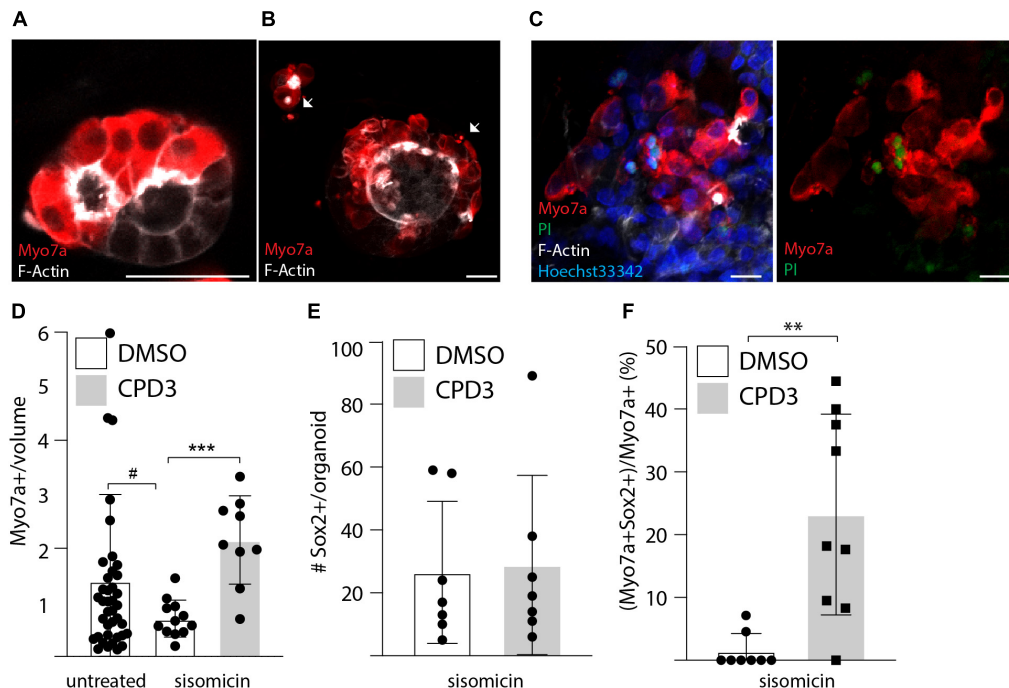 A
B
C
Myo7a
F-Actin
Myo7a
F-Actin
Myo7a
PI
F-Actin
Hoechst33342
Myo7a
PI
D
Myo7a+/volume
6
5
4
3
2
1
DMSO
CPD3
#
***
untreated
sisomicin
E
# Sox2+/organoid
100
80
60
40
20
DMSO
CPD3
sisomicin
F
(Myo7a+Sox2+)/Myo7a+ (%)
50
40
30
20
10
0
**
DMSO
CPD3
sisomicin